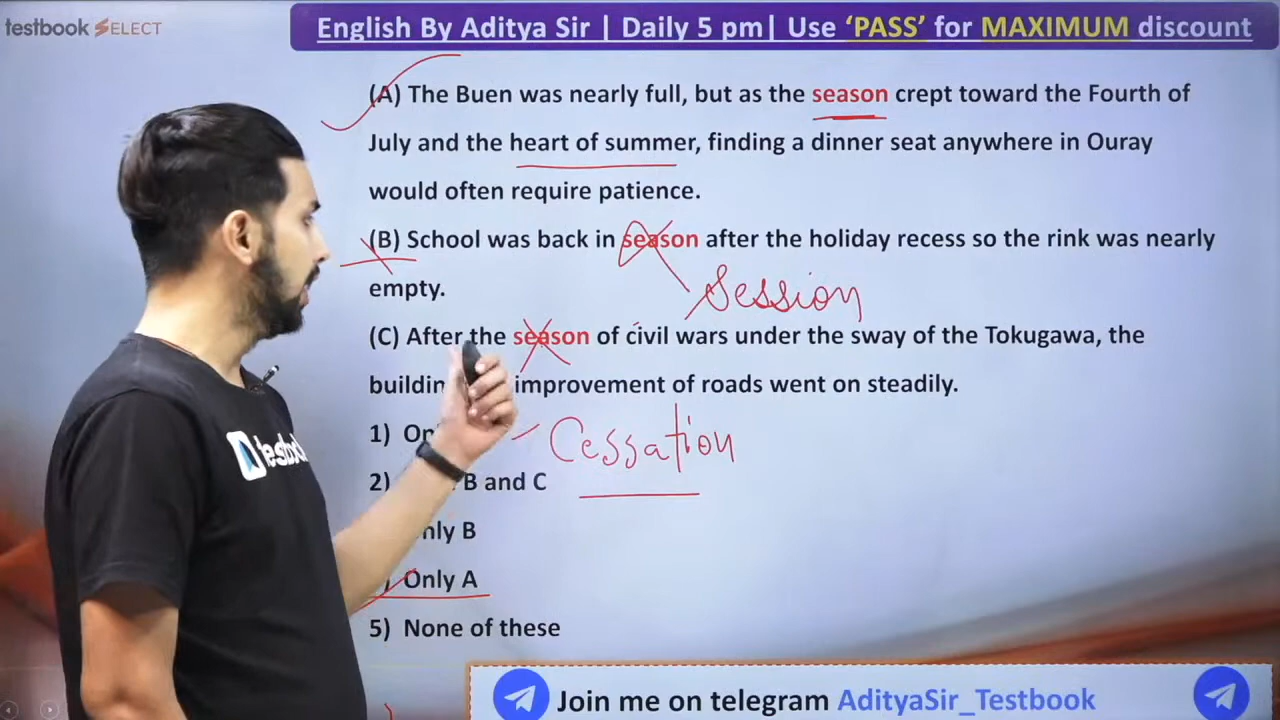 testbook SELECT
English By Aditya Sir | Daily 5 pm| Use ‘PASS’ for MAXIMUM discount
(A) The Buen was nearly full, but as the season crept toward the Fourth of
July and the heart of summer, finding a dinner seat anywhere in Ouray
would often require patience.
(B) School was back in season after the holiday recess so the rink was nearly
empty.
Session
(C) After the season of civil wars under the sway of the Tokugawa, the
improvement of roads went on steadily.
1)
Cessation
2) B and C
B
Only A
5) None of these
Join me on telegram AdityaSir_Testbook